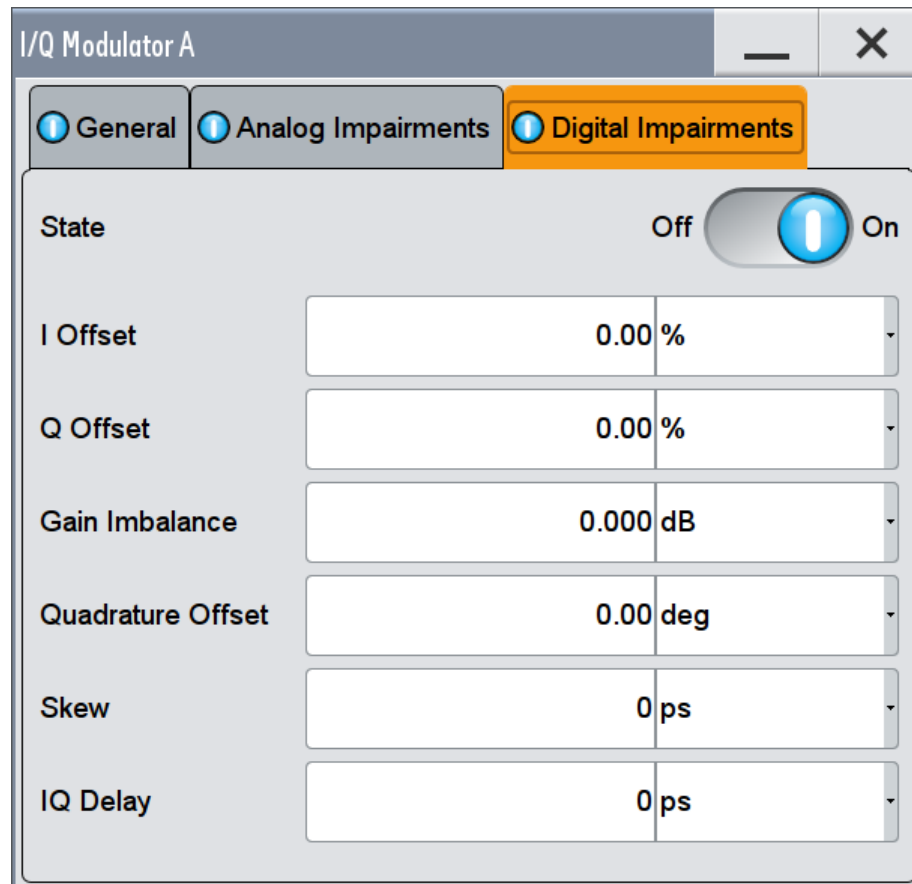 I/Q Modulator A
General Analog Impairments Digital Impairments
State Off On
I Offset 0.00 %
Q Offset 0.00 %
Gain Imbalance 0.000 dB
Quadrature Offset 0.00 deg
Skew 0 ps
IQ Delay 0 ps